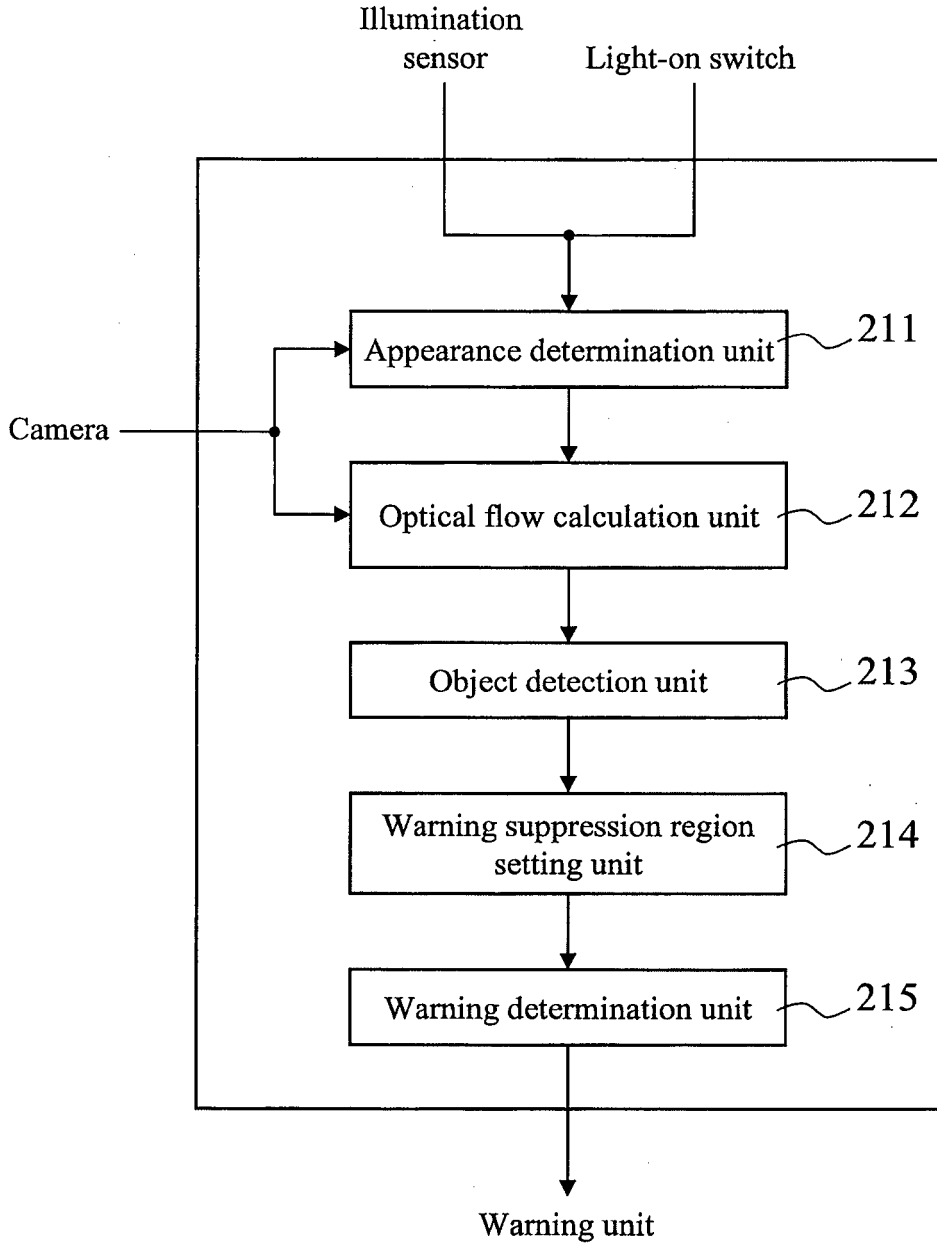 Illumination
sensor
Light-on switch
Appearance determination unit
211
Camera
Optical flow calculation unit
212
Object detection unit
213
Warning suppression region
setting unit
214
Warning determination unit
215
Warning unit